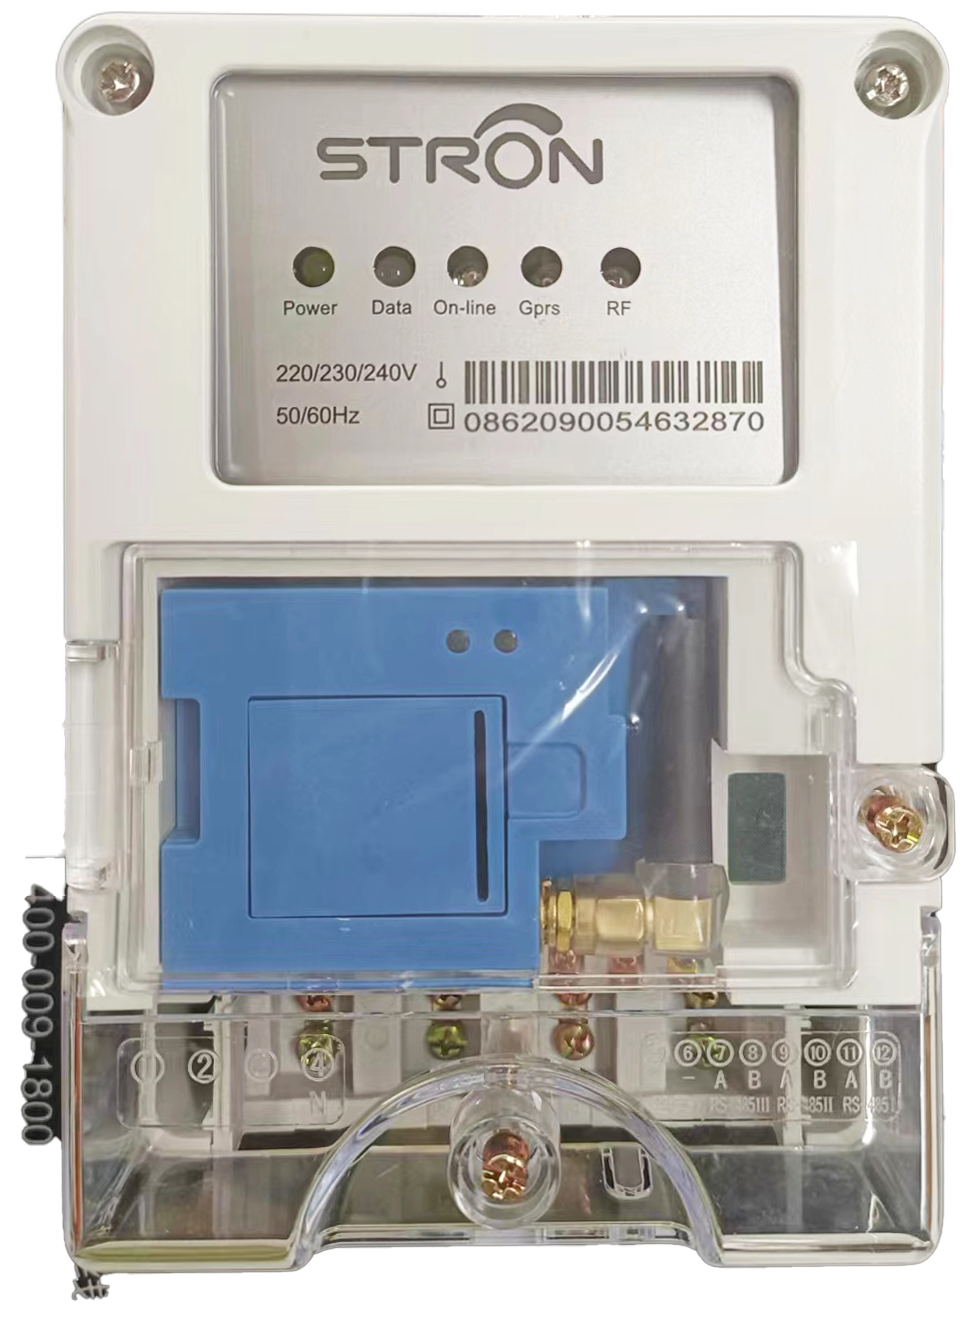 STRON
Power Data On-line Gprs RF
220/230/240V
50/60Hz
0862090054632870
400-009-1800
1 2 3 4
N
6 7 8 9 10 11 12
- A B A B A B
RS-485III RS-485II RS-485I